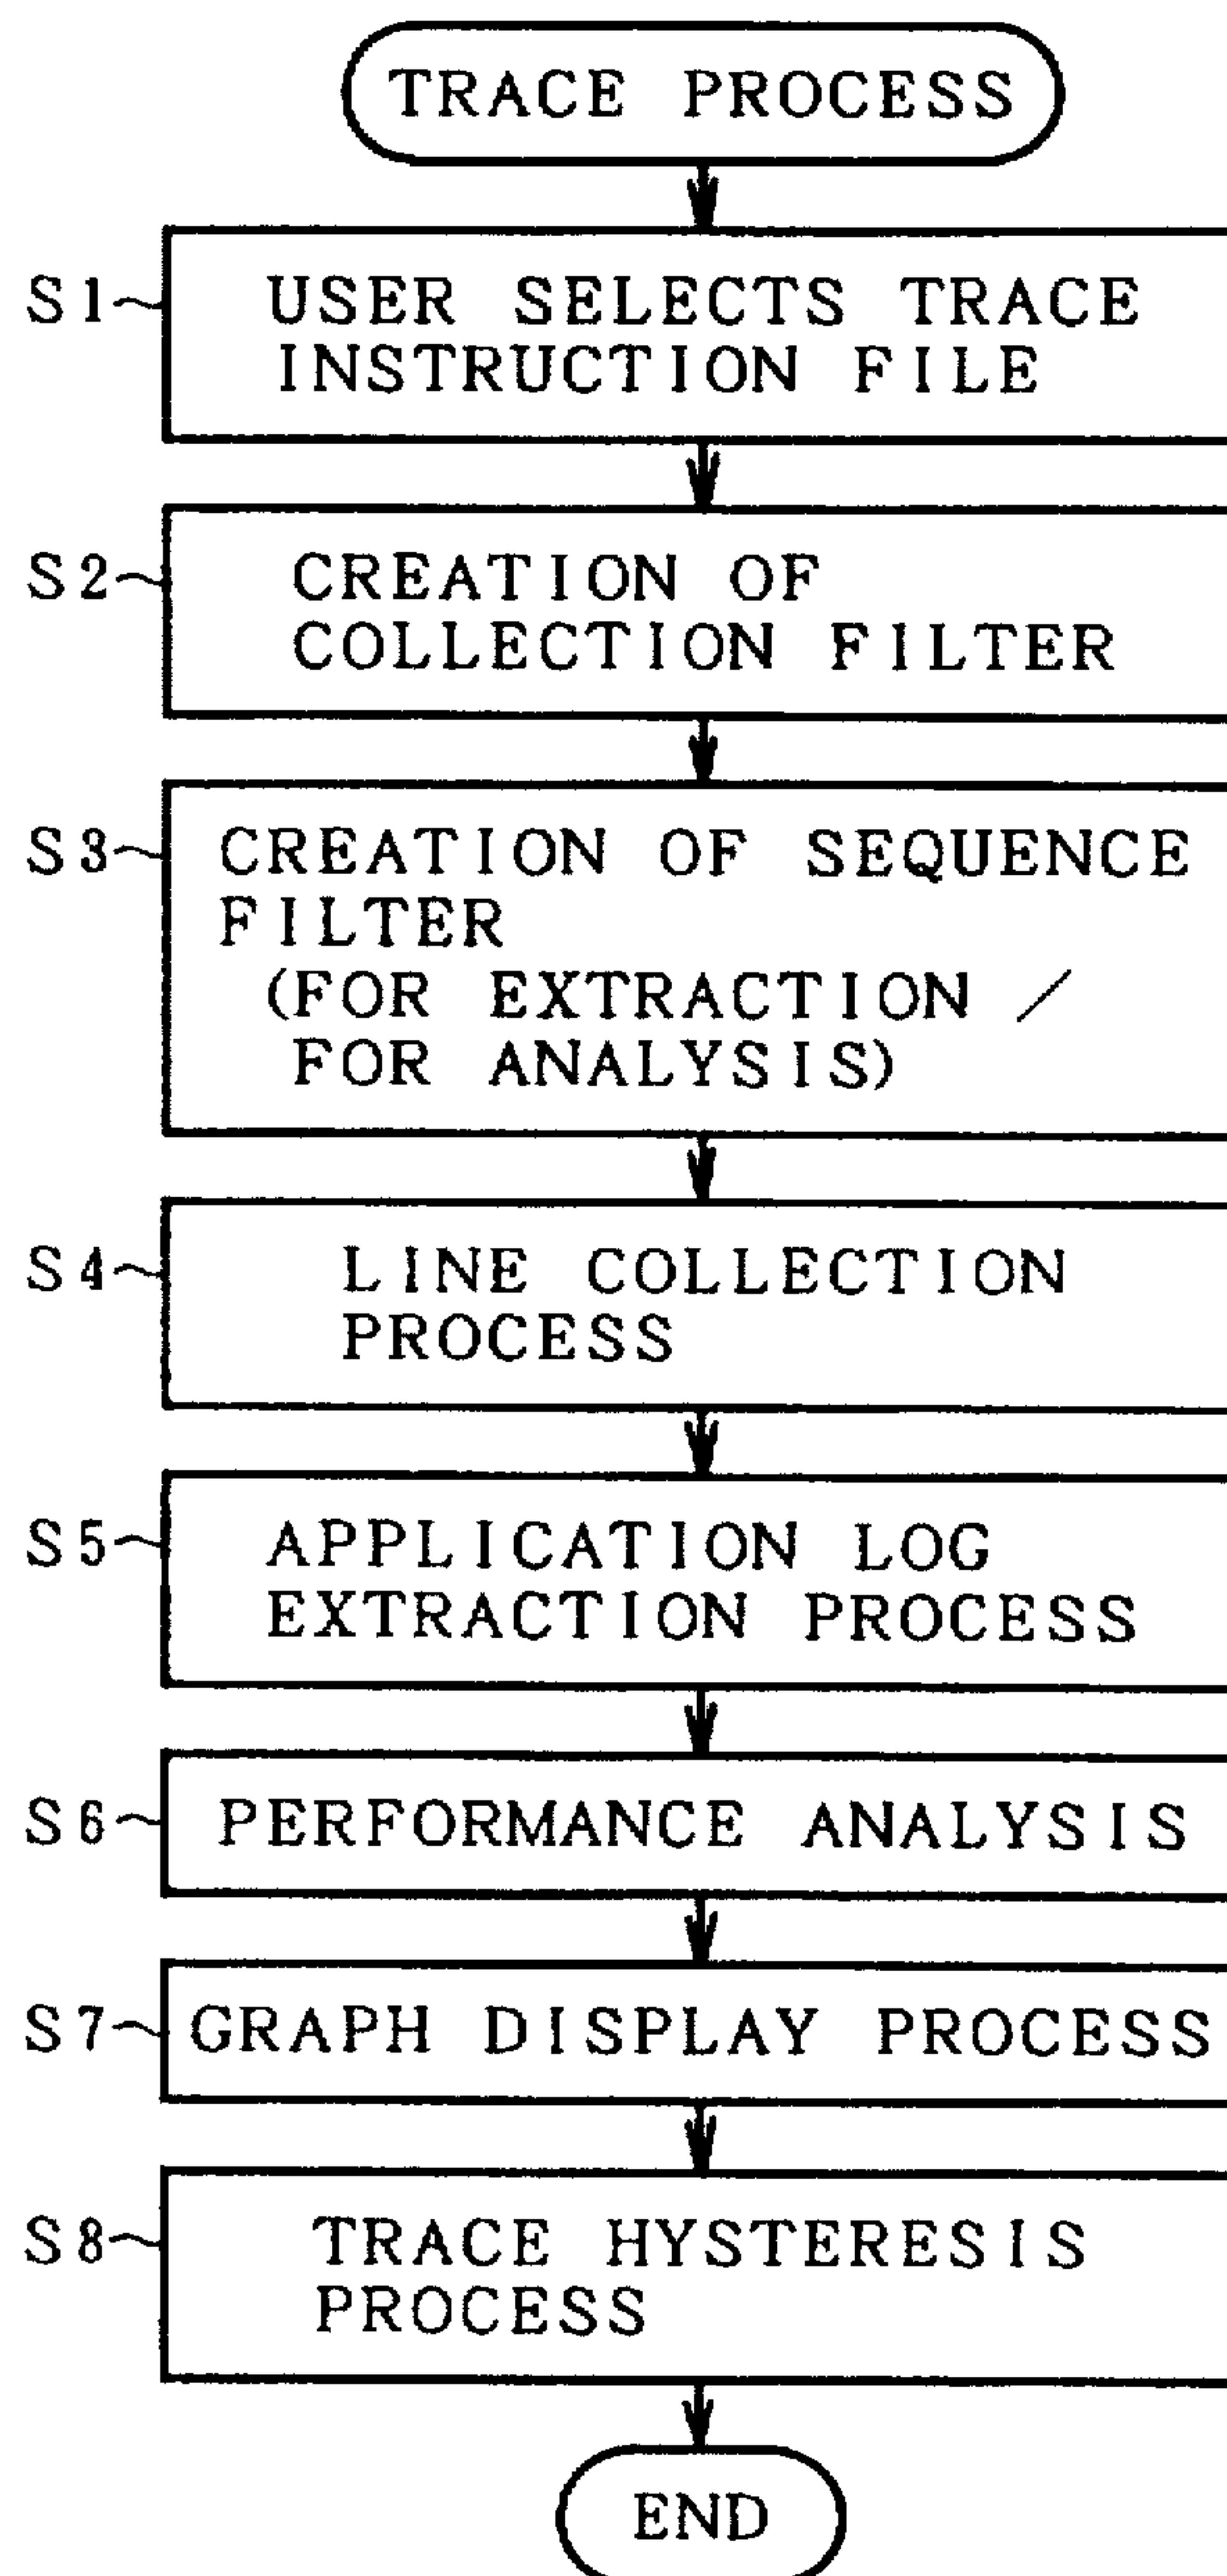 TRACE PROCESS
S1
USER SELECTS TRACE
INSTRUCTION FILE
S2
CREATION OF
COLLECTION FILTER
S3
CREATION OF SEQUENCE
FILTER
(FOR EXTRACTION /
FOR ANALYSIS)
S4
LINE COLLECTION
PROCESS
S5
APPLICATION LOG
EXTRACTION PROCESS
S6
PERFORMANCE ANALYSIS
S7
GRAPH DISPLAY PROCESS
S8
TRACE HYSTERESIS
PROCESS
END